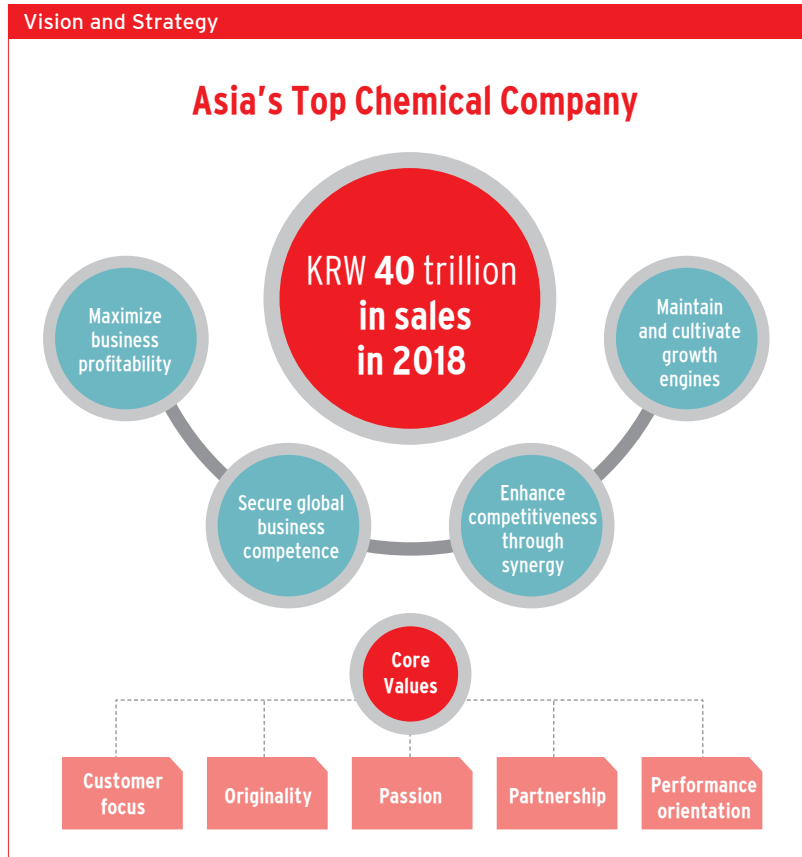 Vision and Strategy
Asia's Top Chemical Company
KRW 40 trillion
in sales
in 2018
Maximize
business
profitability
Secure global
business
competence
Enhance
competitiveness
through
synergy
Maintain
and cultivate
growth
engines
Core
Values
Customer
focus
Originality
Passion
Partnership
Performance
orientation